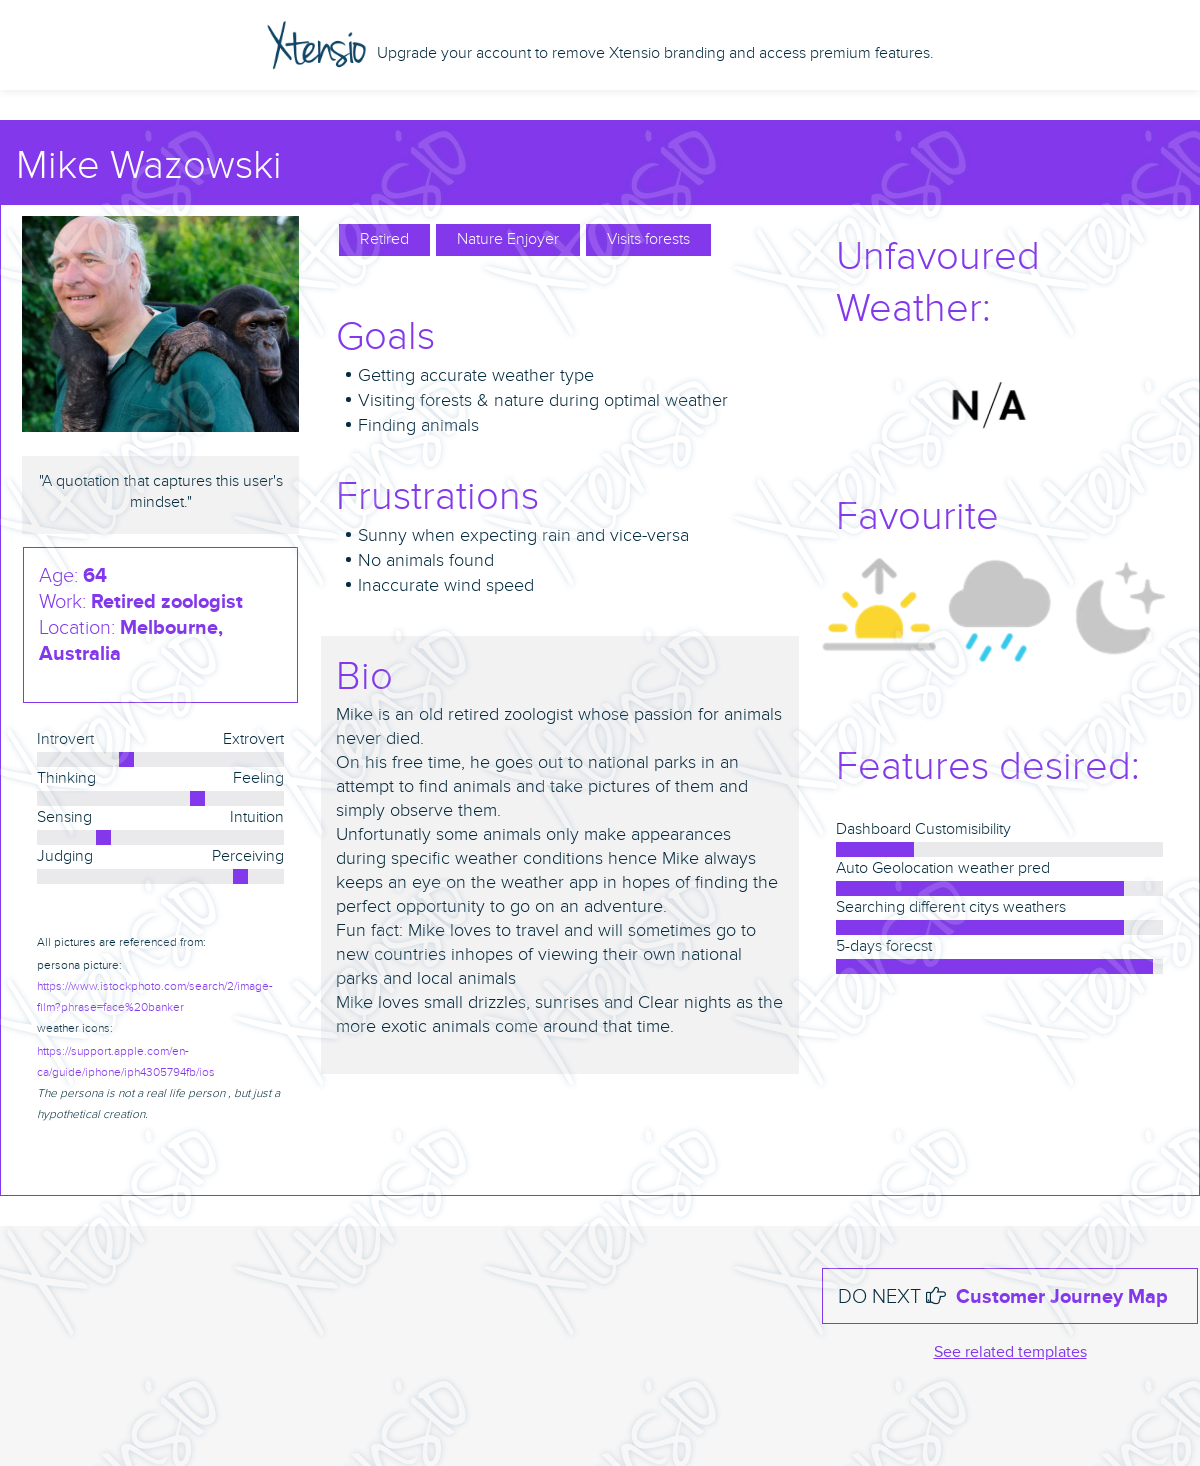 Xtensio Upgrade your account to remove Xtensio branding and access premium features.
Mike Wazowski
"A quotation that captures this user's
mindset."
Age: 64
Work: Retired zoologist
Location: Melbourne,
Australia
Introvert Extrovert
Thinking Feeling
Sensing Intuition
Judging Perceiving
All pictures are referenced from:
persona picture:
https://www.istockphoto.com/search/2/image-
film?phrase=face%20banker
weather icons:
https://support.apple.com/en-
ca/guide/iphone/iph4305794fb/ios
The persona is not a real life person , but just a
hypothetical creation.
Retired Nature Enjoyer Visits forests
Goals
• Getting accurate weather type
• Visiting forests & nature during optimal weather
• Finding animals
Frustrations
• Sunny when expecting rain and vice-versa
• No animals found
• Inaccurate wind speed
Bio
Mike is an old retired zoologist whose passion for animals
never died.
On his free time, he goes out to national parks in an
attempt to find animals and take pictures of them and
simply observe them.
Unfortunatly some animals only make appearances
during specific weather conditions hence Mike always
keeps an eye on the weather app in hopes of finding the
perfect opportunity to go on an adventure.
Fun fact: Mike loves to travel and will sometimes go to
new countries inhopes of viewing their own national
parks and local animals
Mike loves small drizzles, sunrises and Clear nights as the
more exotic animals come around that time.
Unfavoured
Weather:
N/A
Favourite
Features desired:
Dashboard Customisibility
Auto Geolocation weather pred
Searching different citys weathers
5-days forecst
DO NEXT Customer Journey Map
See related templates